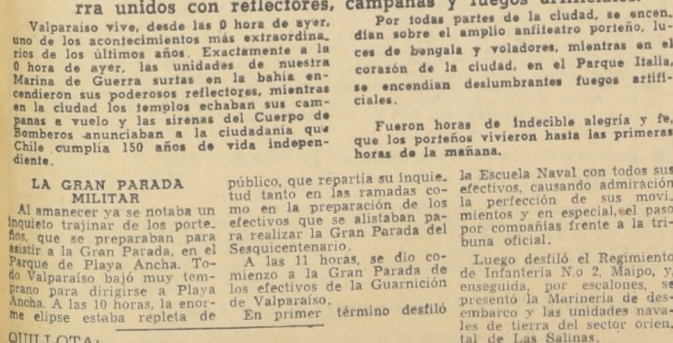 rra unidos con reflectores, campanas y fuegos
Valparaíso vive, desde las 0 hora de ayer,
uno de los acontecimientos más extraordina_
rios de los últimos años. Exactamente a la
0 hora de ayer, las unidades de nuestra
Marina de Guerra surtas en la bahía en-
cendieron sus poderosos reflectores, mientras
en la ciudad los templos echaban sus cam-
panas a vuelo y las sirenas del Cuerpo de
Bomberos anunciaban a la ciudadanía que
Chile cumplía 150 años de vida indepen-
diente.
Por todas partes de la ciudad, se encen_
dían sobre el amplio anfiteatro porteño, lu-
ces de bengala y voladores, mientras en el
corazón de la ciudad, en el Parque Italia,
se encendían deslumbrantes fuegos artifi-
ciales.
Fueron horas de indecible alegría y fe,
que los porteños vivieron hasta las primeras
horas de la mañana.
LA GRAN PARADA
MILITAR
Al amanecer ya se notaba un
inquieto trajinar de los porte_
ños, que se preparaban para
asistir a la Gran Parada, en el
Parque de Playa Ancha. To-
do Valparaíso bajó muy tem-
prano para dirigirse a Playa
Ancha. A las 10 horas, la enor-
me elipse estaba repleta de
público, que repartía su inquie_
tud tanto en las ramadas co-
mo en la preparación de los
efectivos que se alistaban pa-
ra realizar la Gran Parada del
Sesquicentenario.
A las 11 horas, se dio co-
mienzo a la Gran Parada de
los efectivos de la Guarnición
de Valparaíso.
En primer término desfiló
la Escuela Naval con todos sus
efectivos, causando admiración
la perfección de sus movi_
mientos y en especial, el paso
por compañías frente a la tri-
buna oficial.
Luego desfiló el Regimiento
de Infantería N.o 2, Maipo, y,
enseguida, por escalones, se
presentó la Marinería de des-
embarco y las unidades nava-
les de tierra del sector orien_
tal de Las Salinas.
QUILLOTA: